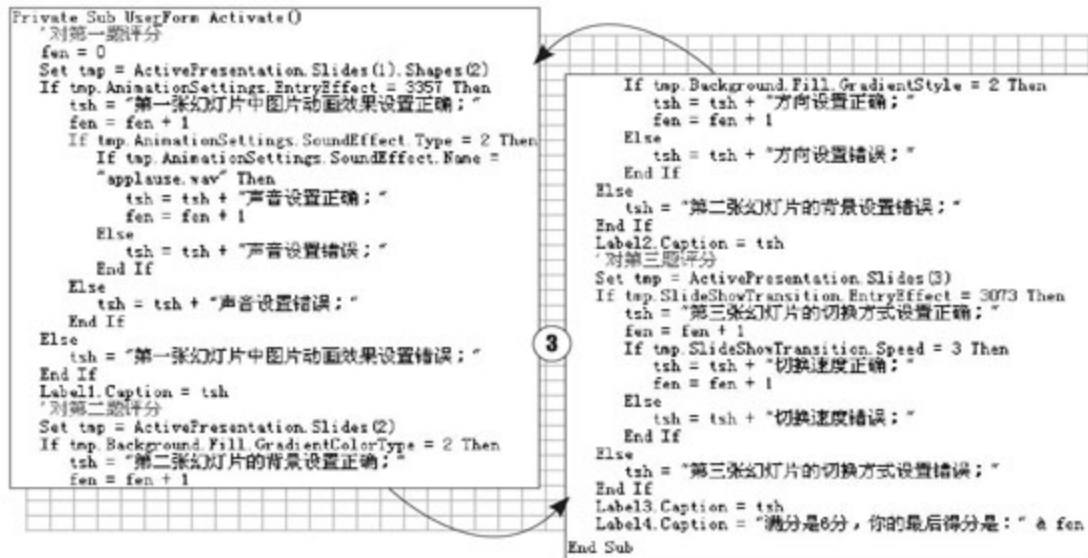 Private Sub UserForm Activate()
'对第一题评分
fen = 0
Set tmp = ActivePresentation.Slides(1).Shapes(2)
If tmp.AnimationSettings.EntryEffect = 3357 Then
tsh = "第一张幻灯片中图片动画效果设置正确；"
fen = fen + 1
If tmp.AnimationSettings.SoundEffect.Type = 2 Then
If tmp.AnimationSettings.SoundEffect.Name =
"applause.wav" Then
tsh = tsh + "声音设置正确；"
fen = fen + 1
Else
tsh = tsh + "声音设置错误；"
End If
Else
tsh = tsh + "声音设置错误；"
End If
Else
tsh = "第一张幻灯片中图片动画效果设置错误；"
End If
Label1.Caption = tsh
'对第二题评分
Set tmp = ActivePresentation.Slides(2)
If tmp.Background.Fill.GradientColorType = 2 Then
tsh = "第二张幻灯片的背景设置正确；"
fen = fen + 1
3
If tmp.Background.Fill.GradientStyle = 2 Then
tsh = tsh + "方向设置正确；"
fen = fen + 1
Else
tsh = tsh + "方向设置错误；"
End If
Else
tsh = "第二张幻灯片的背景设置错误；"
End If
Label2.Caption = tsh
'对第三题评分
Set tmp = ActivePresentation.Slides(3)
If tmp.SlideShowTransition.EntryEffect = 3073 Then
tsh = "第三张幻灯片的切换方式设置正确；"
fen = fen + 1
If tmp.SlideShowTransition.Speed = 3 Then
tsh = tsh + "切换速度正确；"
fen = fen + 1
Else
tsh = tsh + "切换速度错误；"
End If
Else
tsh = "第三张幻灯片的切换方式设置错误；"
End If
Label3.Caption = tsh
Label4.Caption = "满分是6分，你的最后得分是：" & fen
End Sub